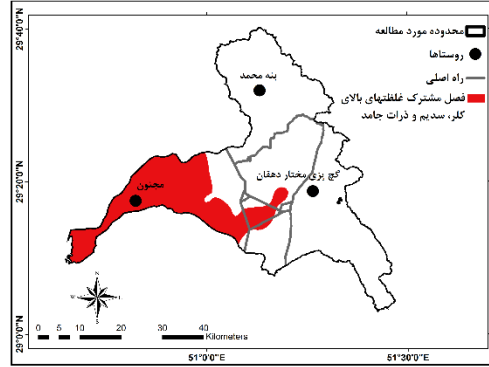 محدوده مورد مطالعه
روستاها
راه اصلی
فصل مشترک غلظتهای بالای
کلر، سدیم و ذرات جامد
بنه محمد
گچ پزی مختار دهقان
مجنون
29°40'0"N
29°20'0"N
29°0'0"N
N
S
0 5 10 20 30 40
Kilometers
51°0'0"E
51°30'0"E